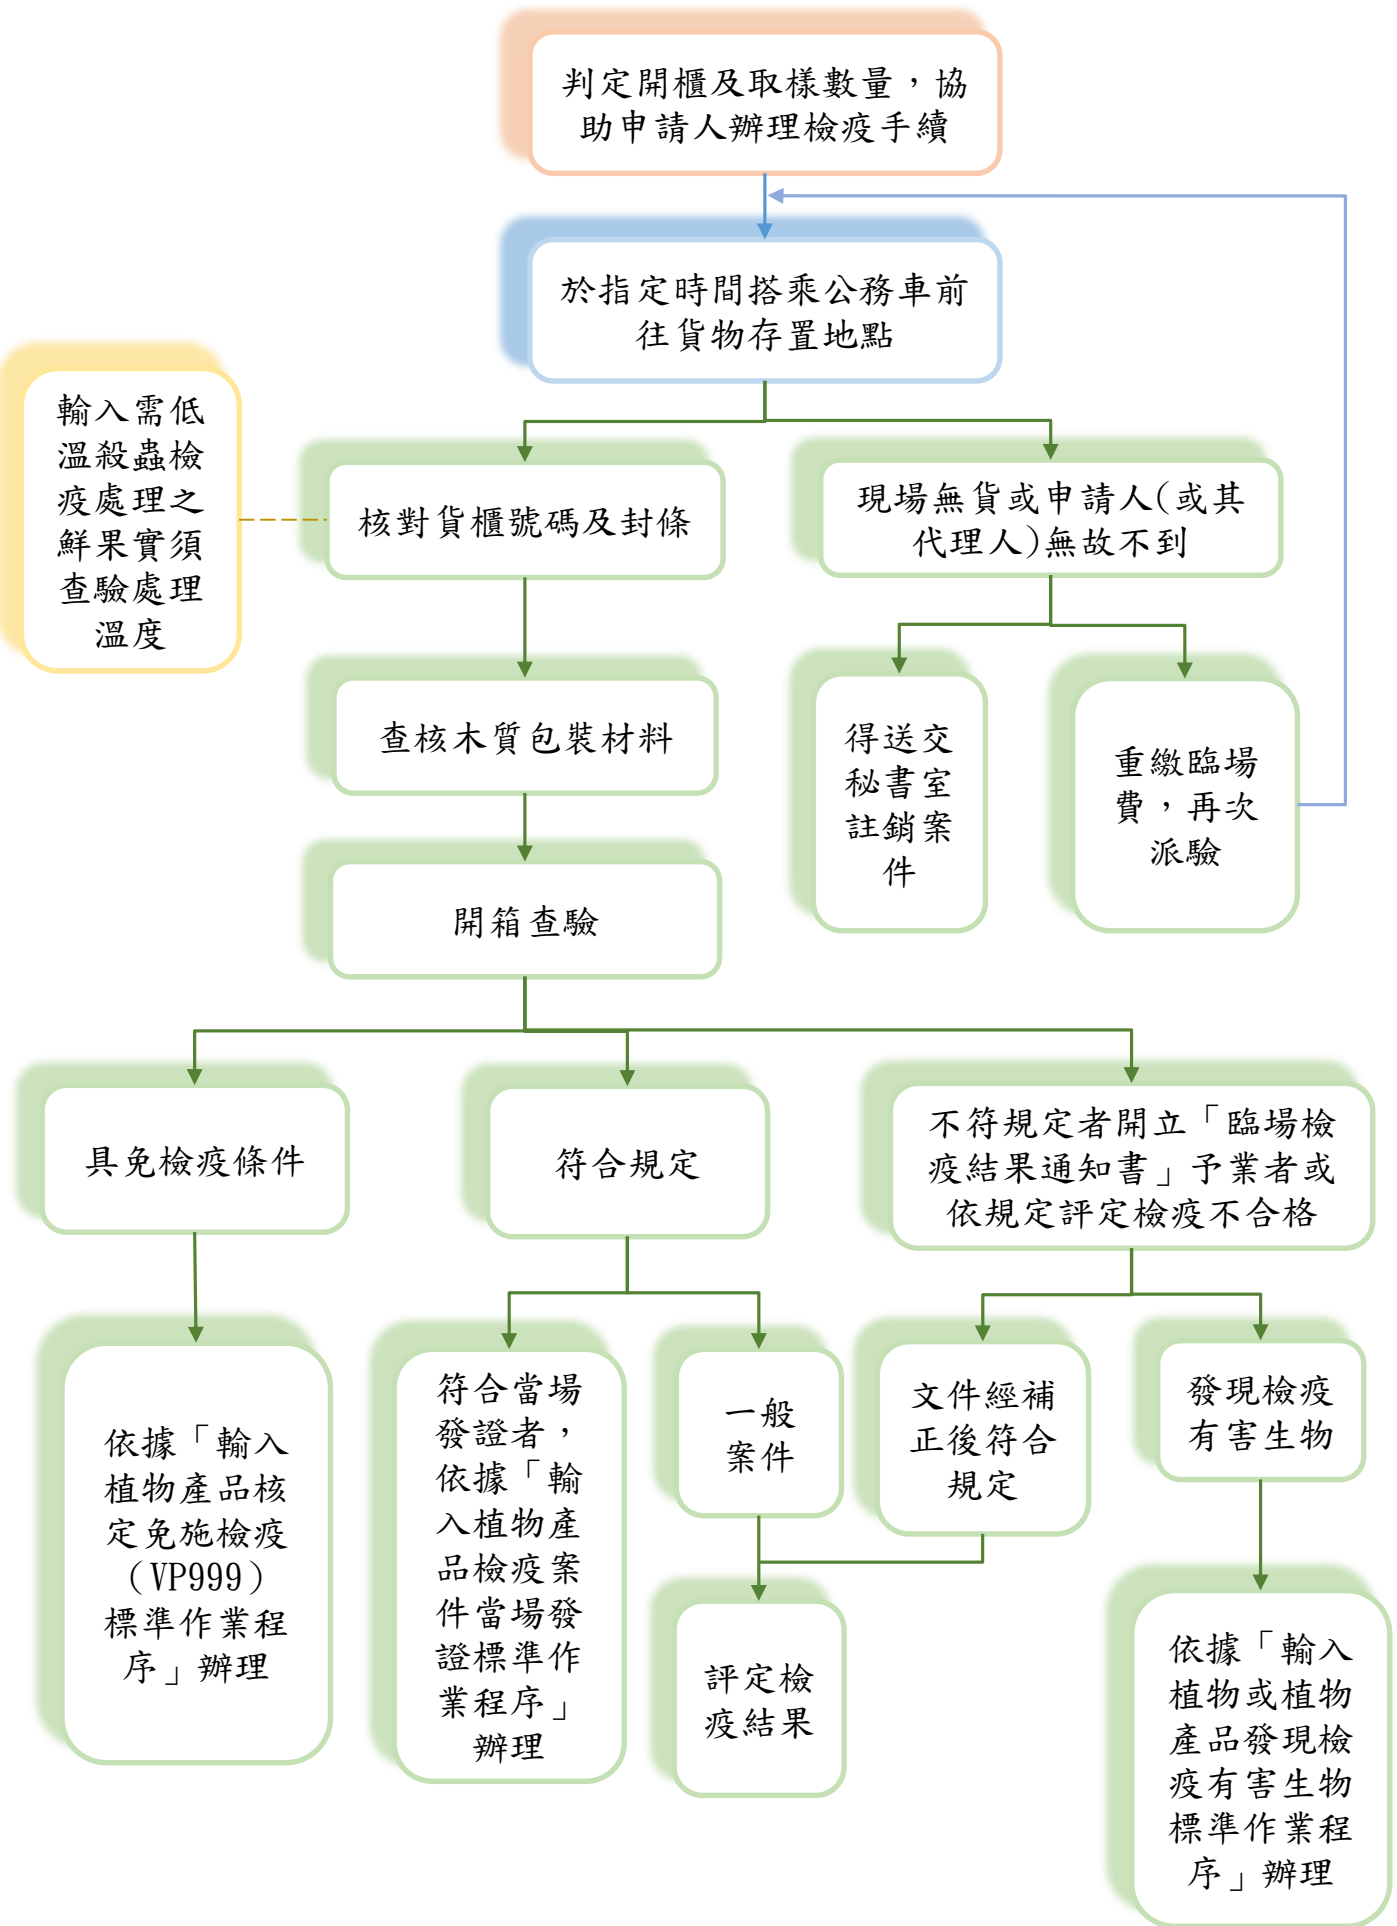 判定開櫃及取樣數量，協
助申請人辦理檢疫手續
於指定時間搭乘公務車前
往貨物存置地點
輸入需低
溫殺蟲檢
疫處理之
鮮果實須
查驗處理
溫度
核對貨櫃號碼及封條
現場無貨或申請人(或其
代理人)無故不到
查核木質包裝材料
得送交
秘書室
註銷案
件
重繳臨場
費，再次
派驗
開箱查驗
具免檢疫條件
符合規定
不符規定者開立「臨場檢
疫結果通知書」予業者或
依規定評定檢疫不合格
依據「輸入
植物產品核
定免施檢疫
（VP999）
標準作業程
序」辦理
符合當場
發證者，
依據「輸
入植物產
品檢疫案
件當場發
證標準作
業程序」
辦理
一般
案件
文件經補
正後符合
規定
發現檢疫
有害生物
評定檢
疫結果
依據「輸入
植物或植物
產品發現檢
疫有害生物
標準作業程
序」辦理